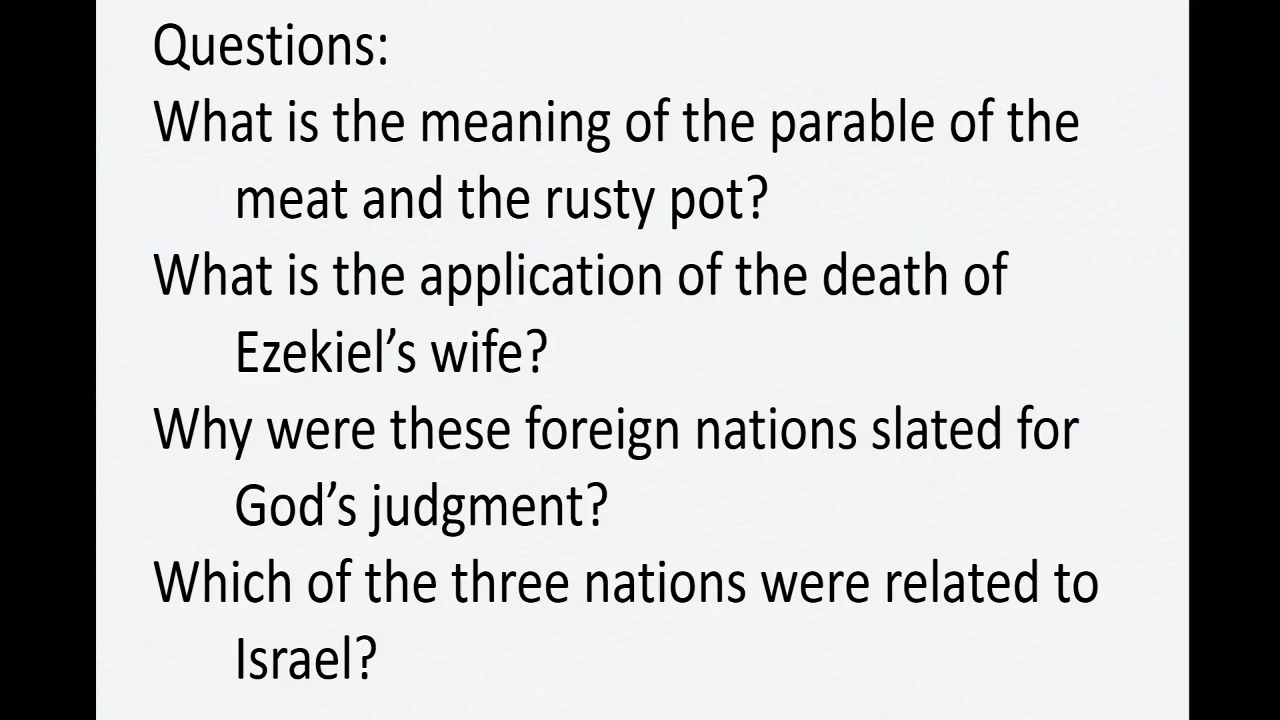 Questions:
What is the meaning of the parable of the
meat and the rusty pot?
What is the application of the death of
Ezekiel’s wife?
Why were these foreign nations slated for
God’s judgment?
Which of the three nations were related to
Israel?